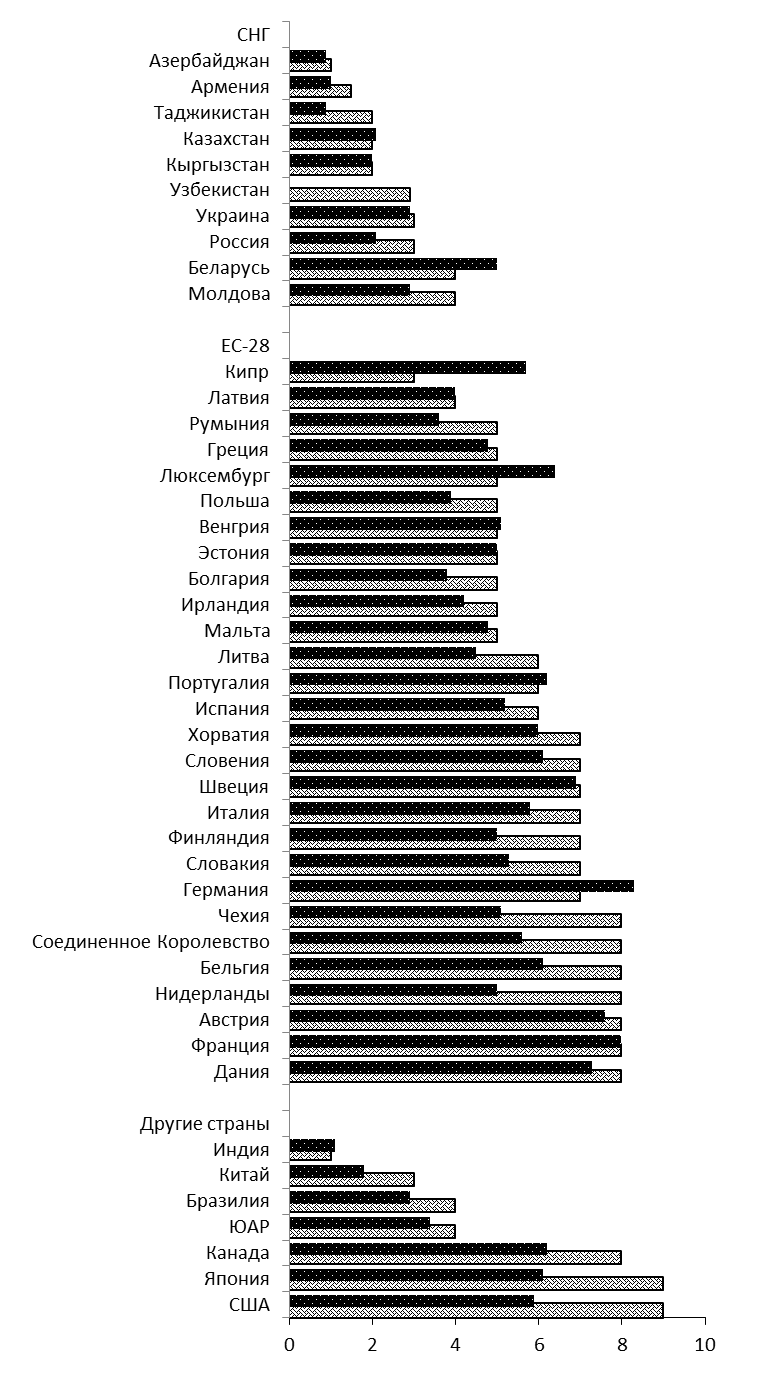 СНГ
Азербайджан
Армения
Таджикистан
Казахстан
Кыргызстан
Узбекистан
Украина
Россия
Беларусь
Молдова
ЕС-28
Кипр
Латвия
Румыния
Греция
Люксембург
Польша
Венгрия
Эстония
Болгария
Ирландия
Мальта
Литва
Португалия
Испания
Хорватия
Словения
Швеция
Италия
Финляндия
Словакия
Германия
Чехия
Соединенное Королевство
Бельгия
Нидерланды
Австрия
Франция
Дания
Другие страны
Индия
Китай
Бразилия
ЮАР
Канада
Япония
США
0 2 4 6 8 10